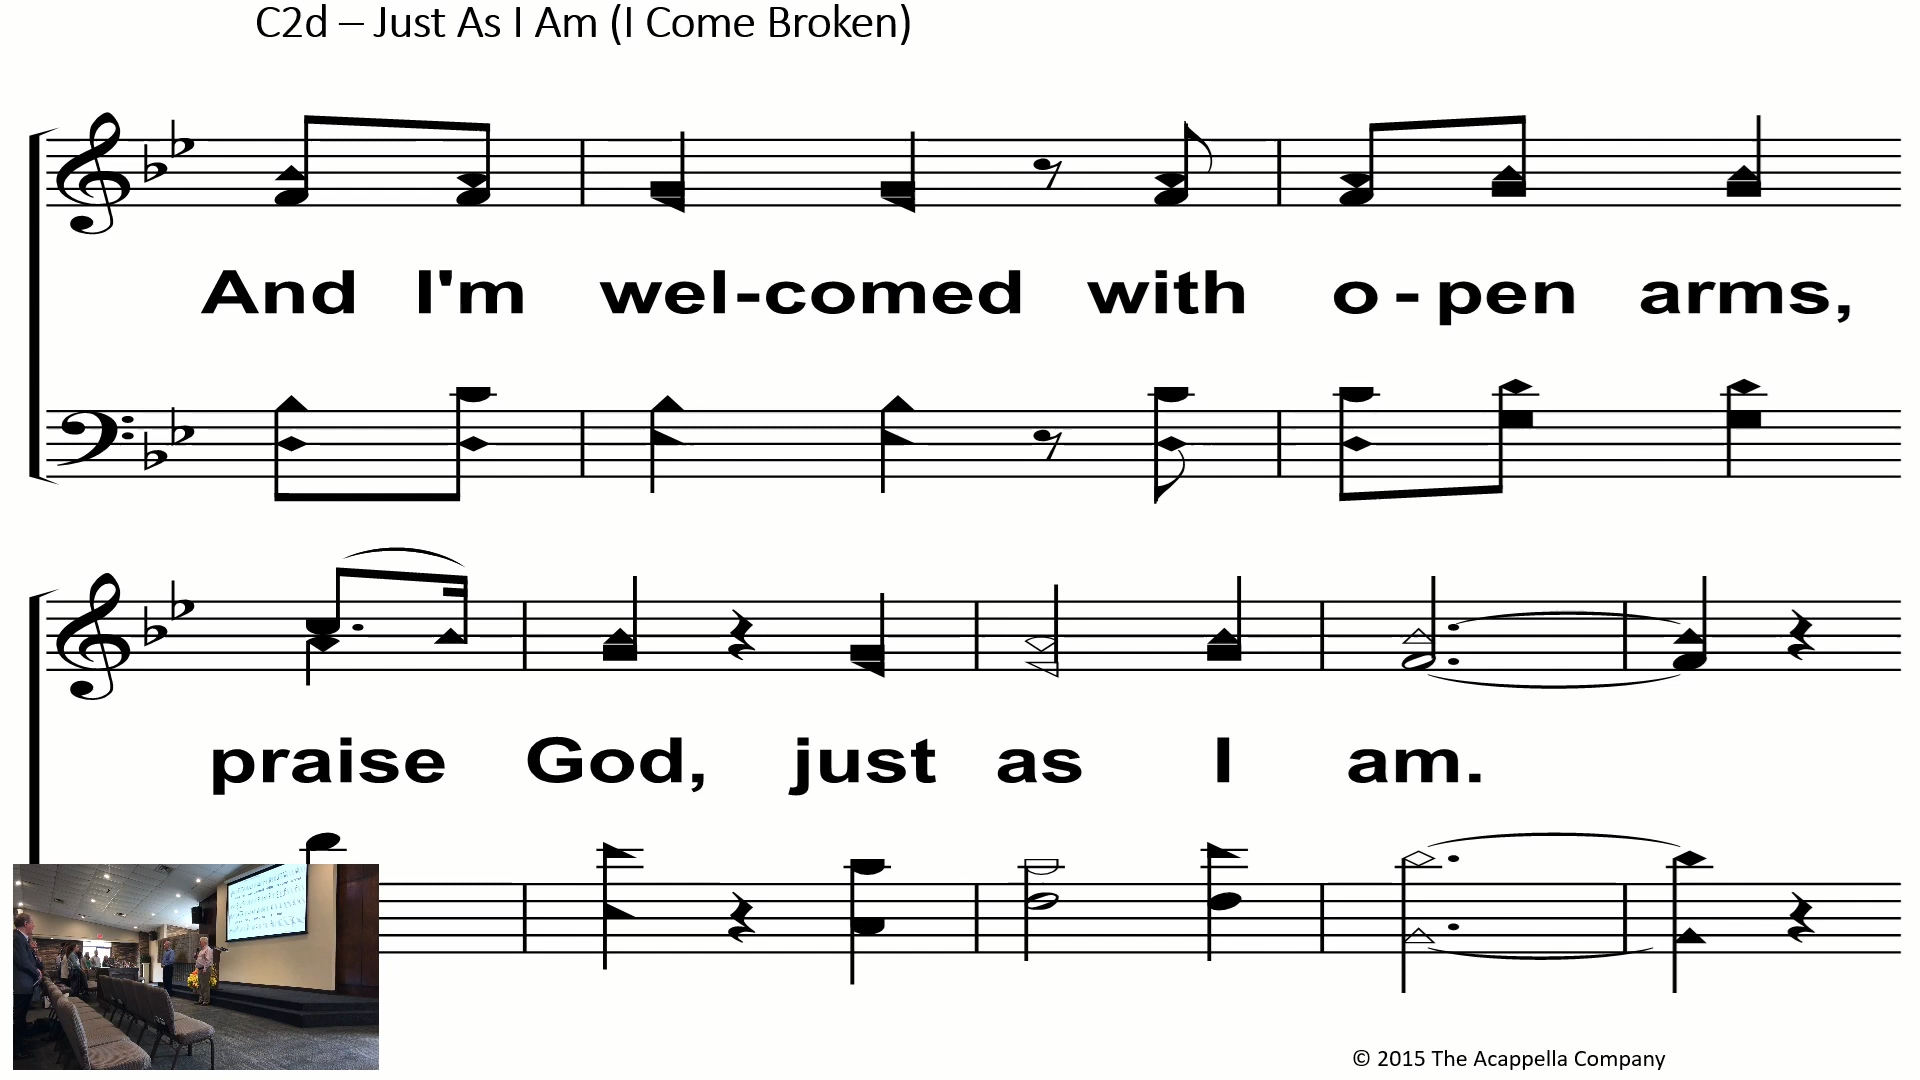 C2d – Just As I Am (I Come Broken)
And I'm wel-comed with o-pen arms,
praise God, just as I am.
© 2015 The Acappella Company